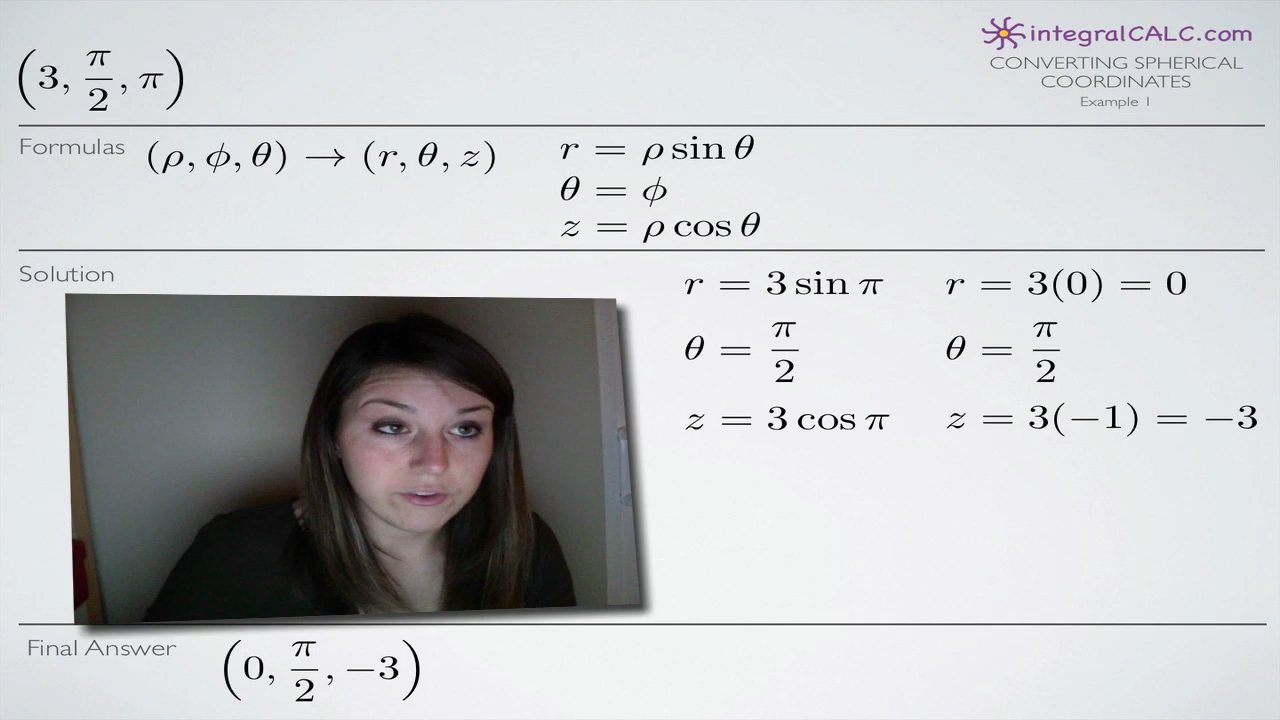 integralCALC.com
CONVERTING SPHERICAL
COORDINATES
Example 1
(3, π/2, π)
Formulas (ρ, ϕ, θ) → (r, θ, z)
r = ρ sin θ
θ = ϕ
z = ρ cos θ
Solution
r = 3 sin π r = 3(0) = 0
θ = π/2 θ = π/2
z = 3 cos π z = 3(−1) = −3
Final Answer (0, π/2, −3)